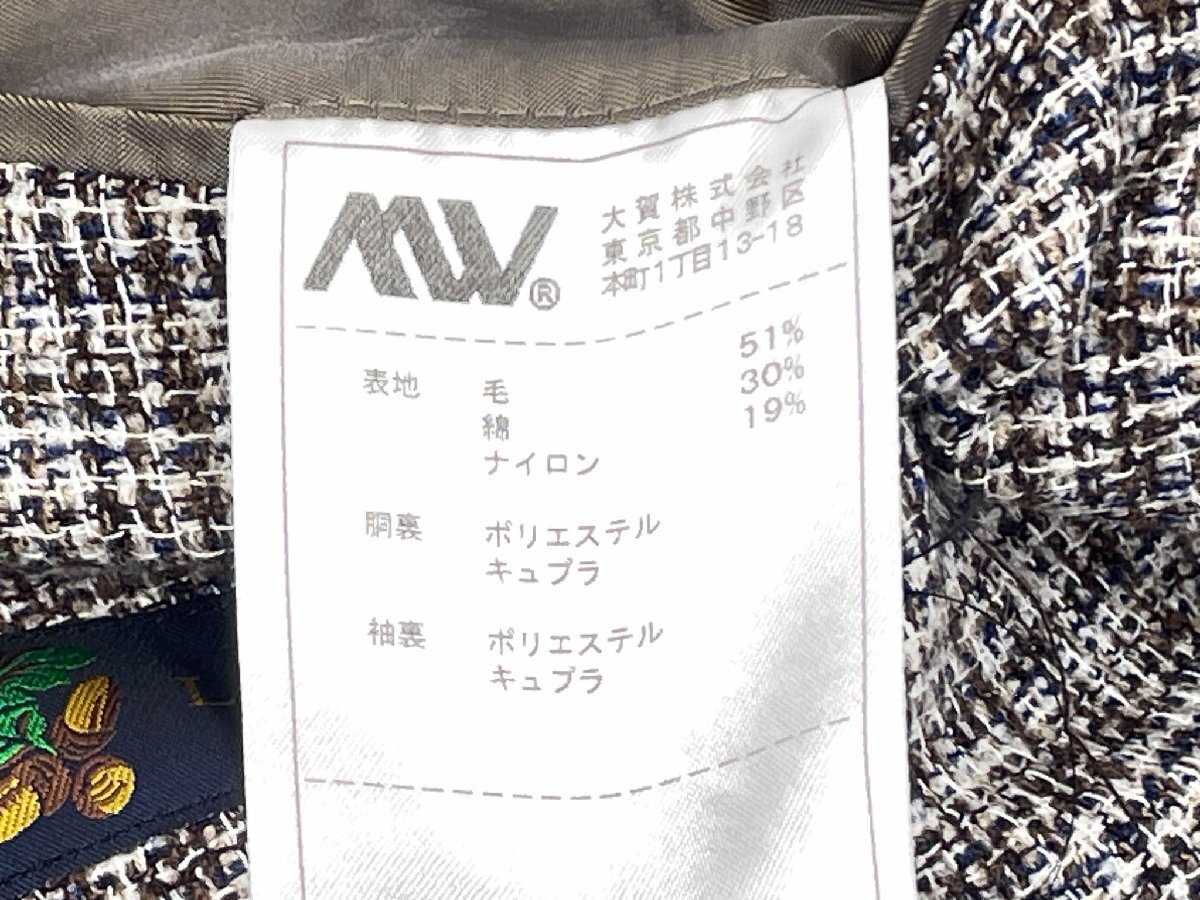 MW®
大賀株式会社
東京都中野区
本町1丁目13-18
表地 毛 51%
綿 30%
ナイロン 19%
胴裏 ポリエステル
キュプラ
袖裏 ポリエステル
キュプラ